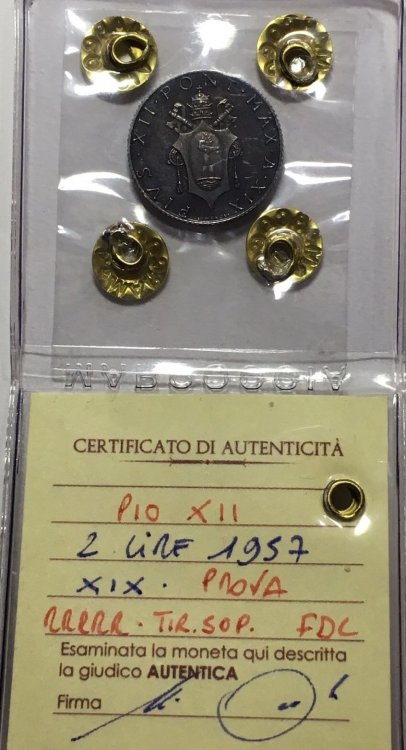 PIVS·XII·PONT·MAX·A·XIX·
MARCOCCIA
CERTIFICATO DI AUTENTICITÀ
PIO XII
2 LIRE 1957
XIX. PROVA
RRRRR. TIR. SOP. FDC
Esaminata la moneta qui descritta
la giudico AUTENTICA
Firma